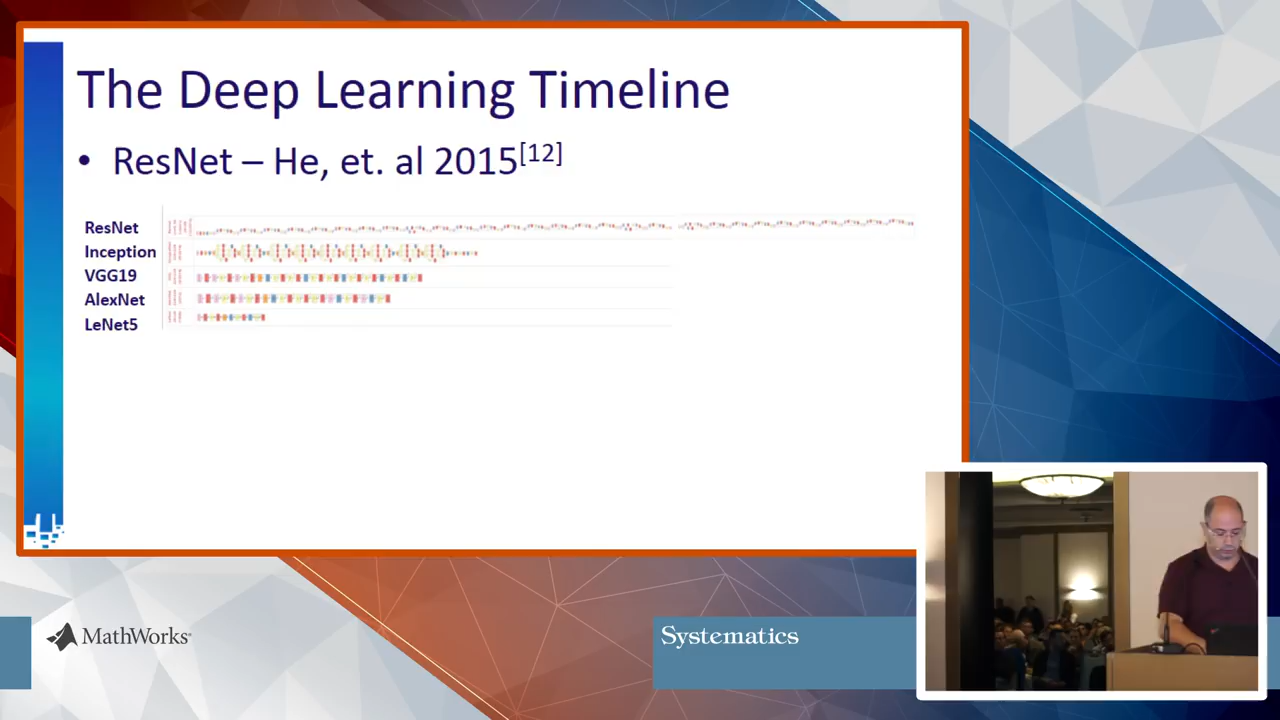 The Deep Learning Timeline
• ResNet – He, et. al 2015[12]
ResNet
Inception
VGG19
AlexNet
LeNet5
MathWorks®
Systematics